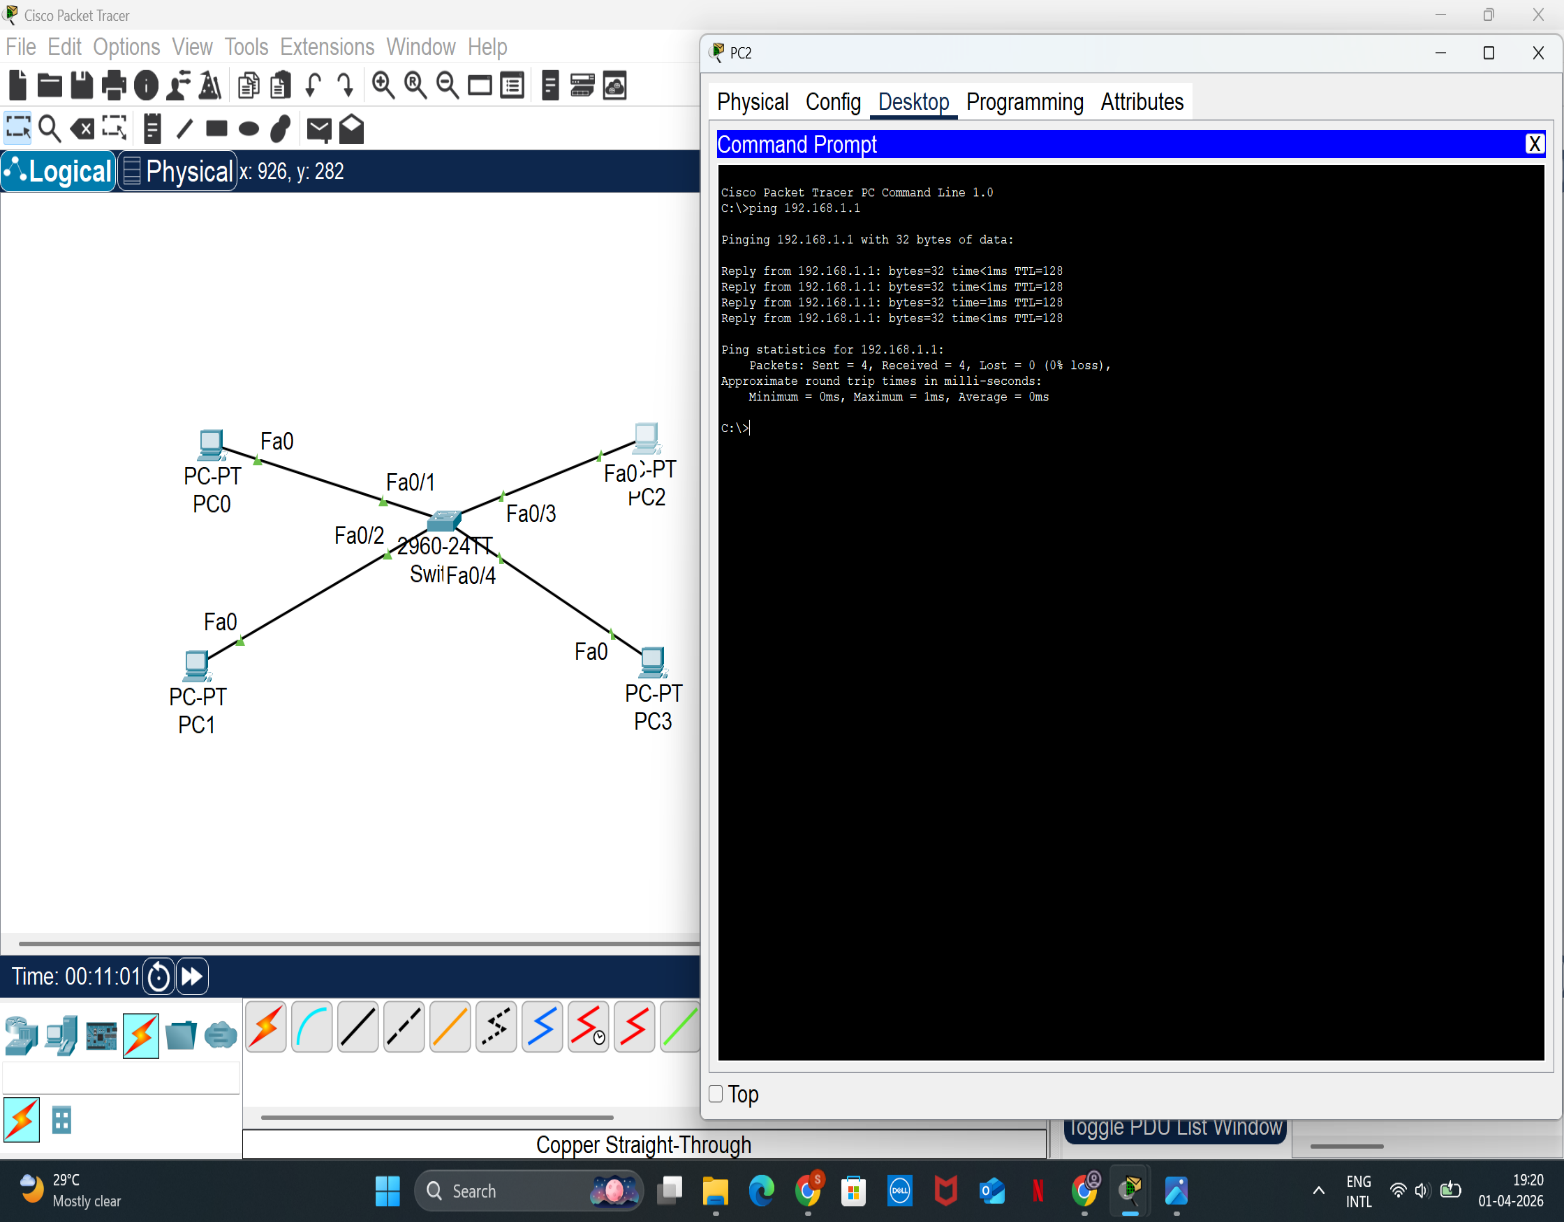 Cisco Packet Tracer
File Edit Options View Tools Extensions Window Help
Logical Physical x: 926, y: 282
Fa0
PC-PT
PC0
Fa0/1
Fa0/2
Fa0/3
Fa0
-PT
PC2
2960-24TT
Swit
Fa0/4
Fa0
PC-PT
PC1
Fa0
PC-PT
PC3
Time: 00:11:01
Copper Straight-Through
PC2
Physical Config Desktop Programming Attributes
Command Prompt
X
Cisco Packet Tracer PC Command Line 1.0
C:\>ping 192.168.1.1
Pinging 192.168.1.1 with 32 bytes of data:
Reply from 192.168.1.1: bytes=32 time<1ms TTL=128
Reply from 192.168.1.1: bytes=32 time<1ms TTL=128
Reply from 192.168.1.1: bytes=32 time=1ms TTL=128
Reply from 192.168.1.1: bytes=32 time<1ms TTL=128
Ping statistics for 192.168.1.1:
Packets: Sent = 4, Received = 4, Lost = 0 (0% loss),
Approximate round trip times in milli-seconds:
Minimum = 0ms, Maximum = 1ms, Average = 0ms
C:\>
Top
Toggle PDU List Window
29°C
Mostly clear
Search
DELL
ENG
INTL
19:20
01-04-2026